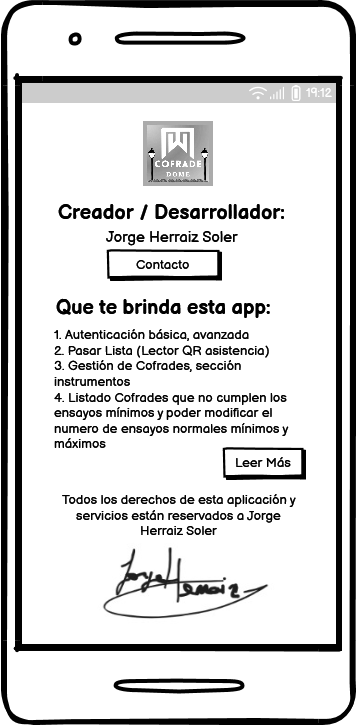 19:12
COFRADE
DOMG
Creador / Desarrollador:
Jorge Herraiz Soler
Contacto
Que te brinda esta app:
1. Autenticación básica, avanzada
2. Pasar Lista (Lector QR asistencia)
3. Gestión de Cofrades, sección
instrumentos
4. Listado Cofrades que no cumplen los
ensayos mínimos y poder modificar el
numero de ensayos normales mínimos y
máximos
Leer Más
Todos los derechos de esta aplicación y
servicios están reservados a Jorge
Herraiz Soler
Jorge Herraiz